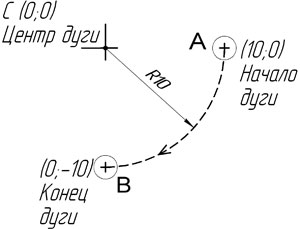 C (0;0)
Центр дуги
A
(10;0)
Начало
дуги
R10
(0;-10)
B
Конец
дуги